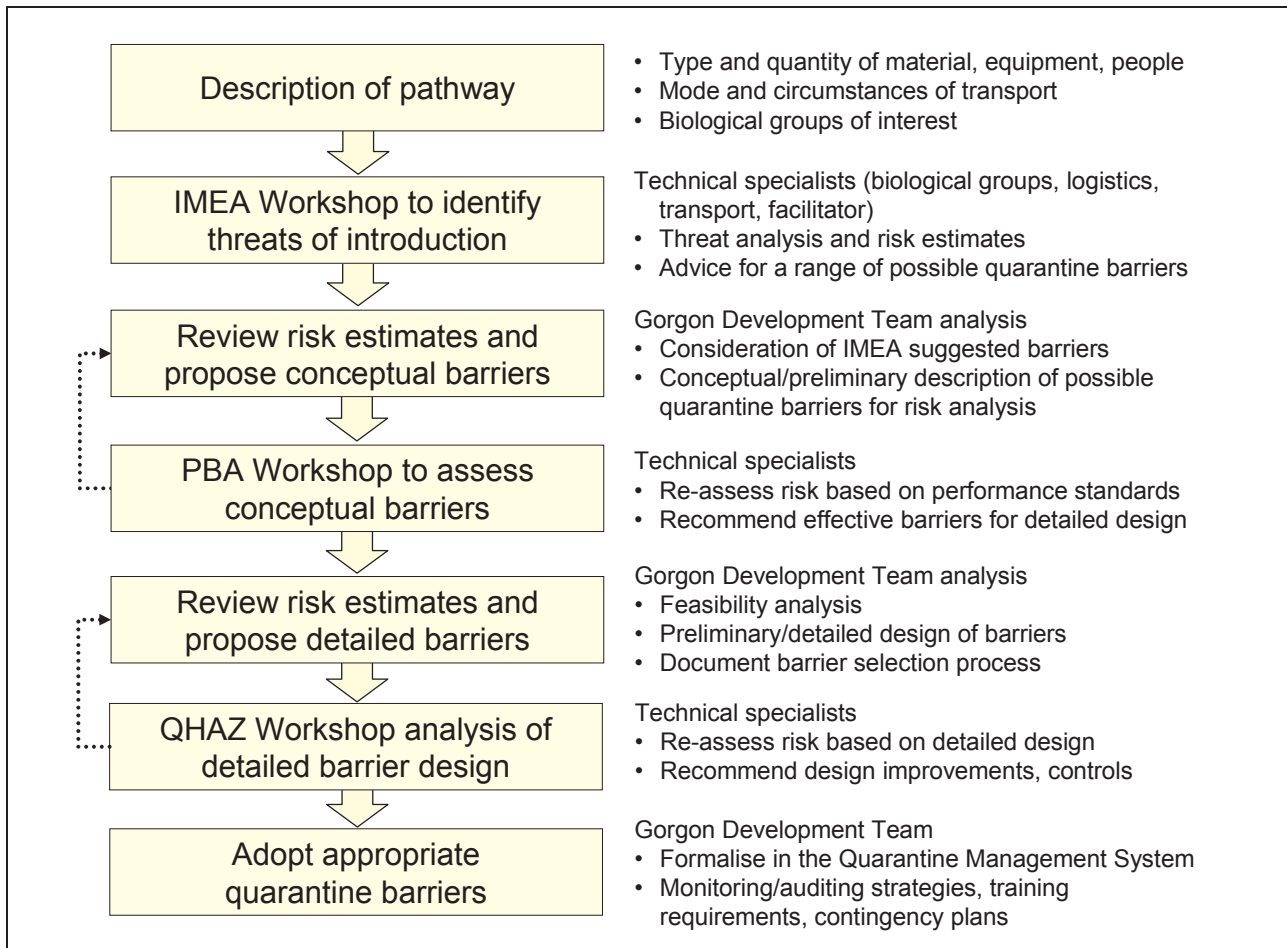 Description of pathway
• Type and quantity of material, equipment, people
• Mode and circumstances of transport
• Biological groups of interest
IMEA Workshop to identify
threats of introduction
Technical specialists (biological groups, logistics,
transport, facilitator)
• Threat analysis and risk estimates
• Advice for a range of possible quarantine barriers
Review risk estimates and
propose conceptual barriers
Gorgon Development Team analysis
• Consideration of IMEA suggested barriers
• Conceptual/preliminary description of possible
quarantine barriers for risk analysis
PBA Workshop to assess
conceptual barriers
Technical specialists
• Re-assess risk based on performance standards
• Recommend effective barriers for detailed design
Review risk estimates and
propose detailed barriers
Gorgon Development Team analysis
• Feasibility analysis
• Preliminary/detailed design of barriers
• Document barrier selection process
QHAZ Workshop analysis of
detailed barrier design
Technical specialists
• Re-assess risk based on detailed design
• Recommend design improvements, controls
Adopt appropriate
quarantine barriers
Gorgon Development Team
• Formalise in the Quarantine Management System
• Monitoring/auditing strategies, training
requirements, contingency plans